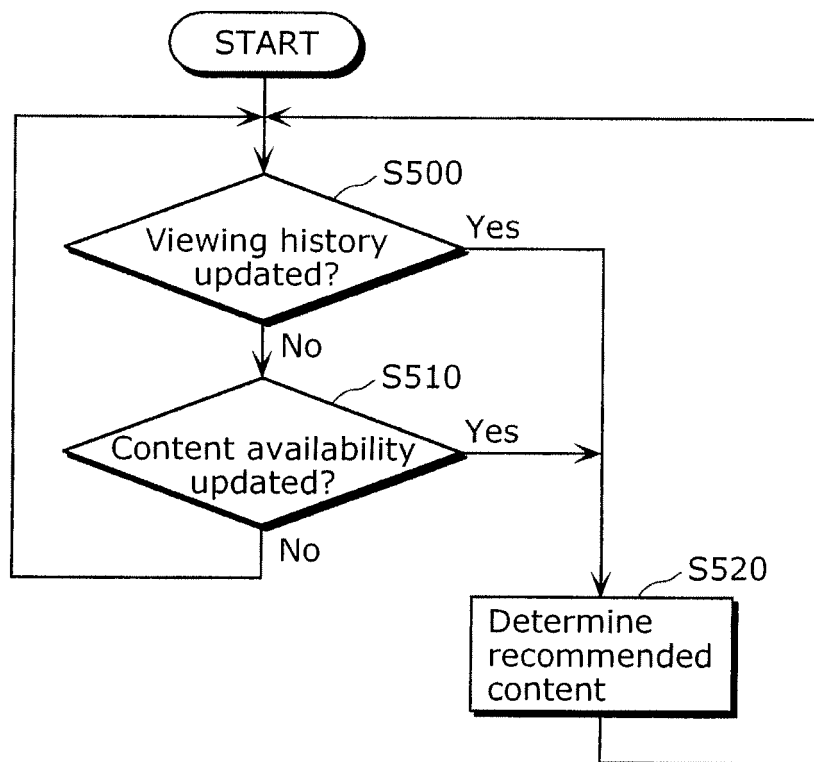 START
S500
Viewing history
updated?
Yes
No
S510
Content availability
updated?
Yes
No
S520
Determine
recommended
content